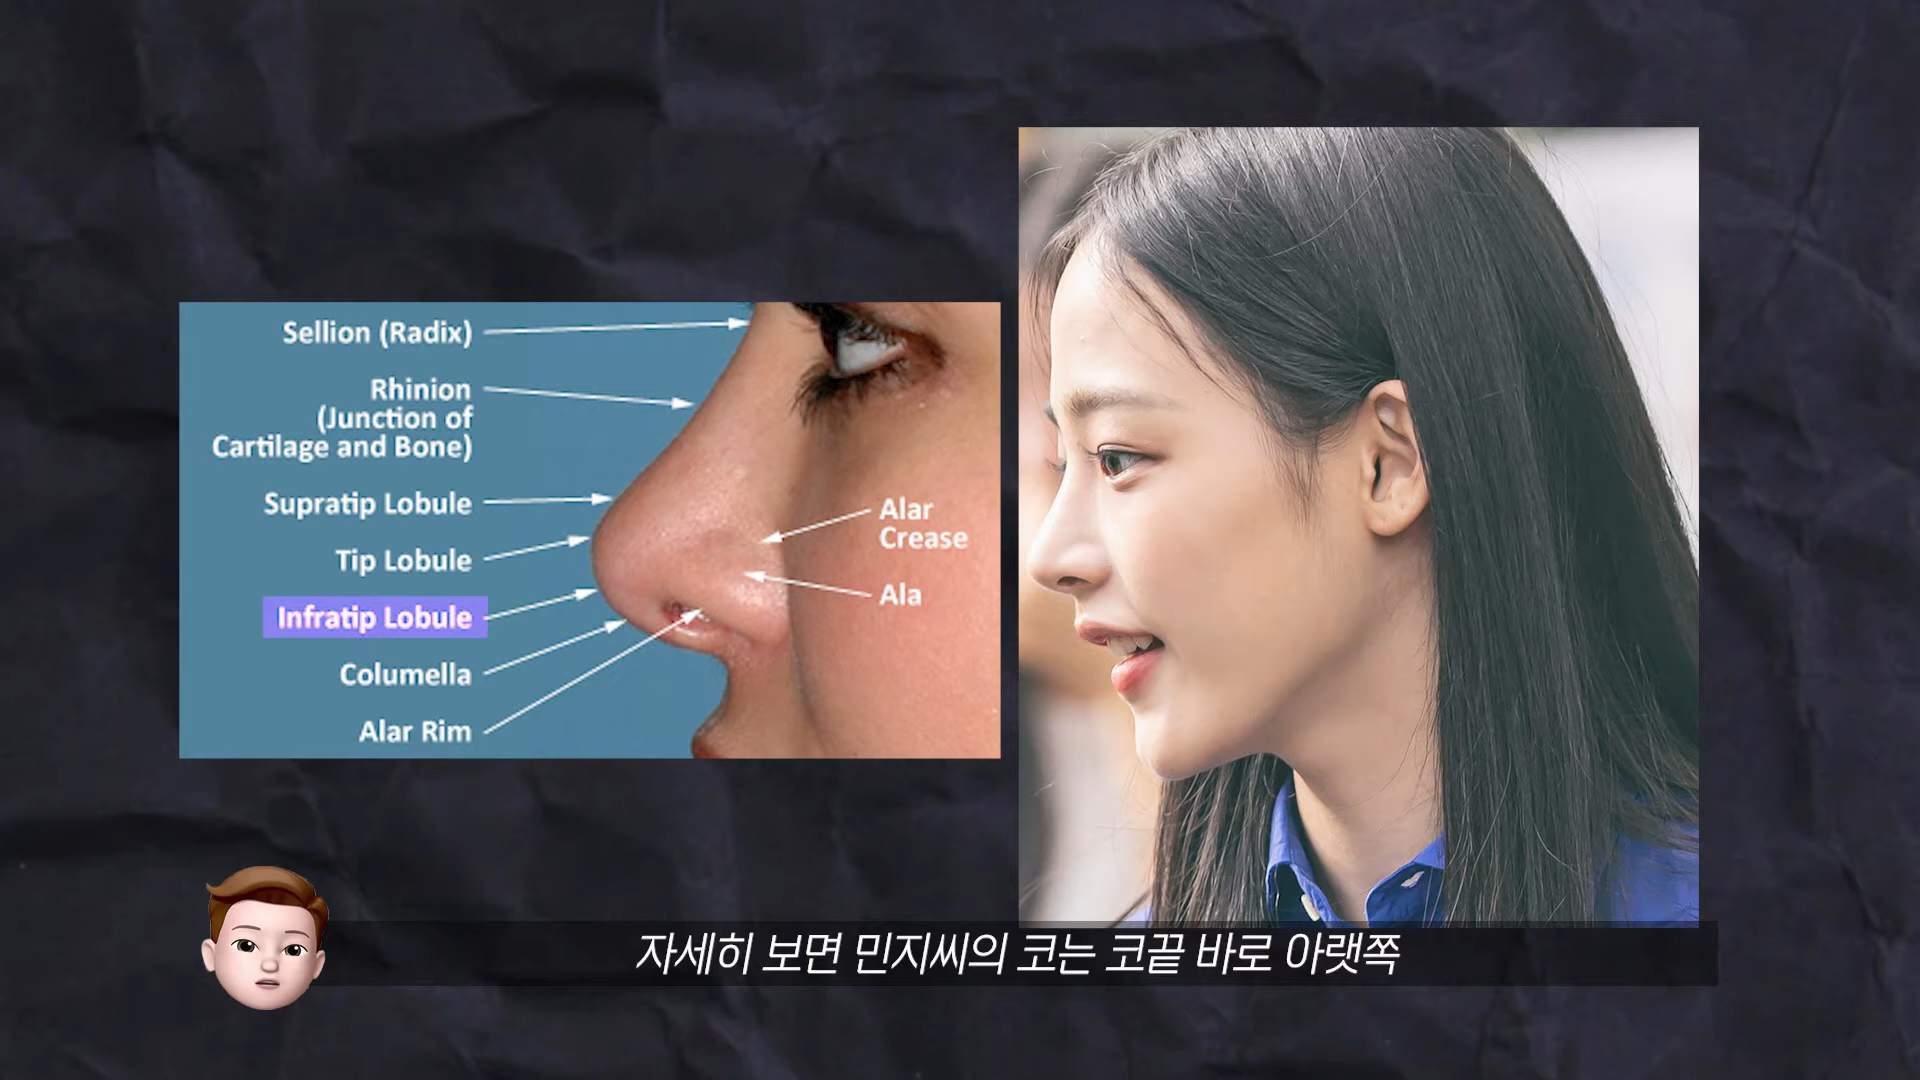 Sellion (Radix)
Rhinion
(Junction of
Cartilage and Bone)
Supratip Lobule
Tip Lobule
Infratip Lobule
Columella
Alar Rim
Alar
Crease
Ala
자세히 보면 민지씨의 코는 코끝 바로 아랫쪽